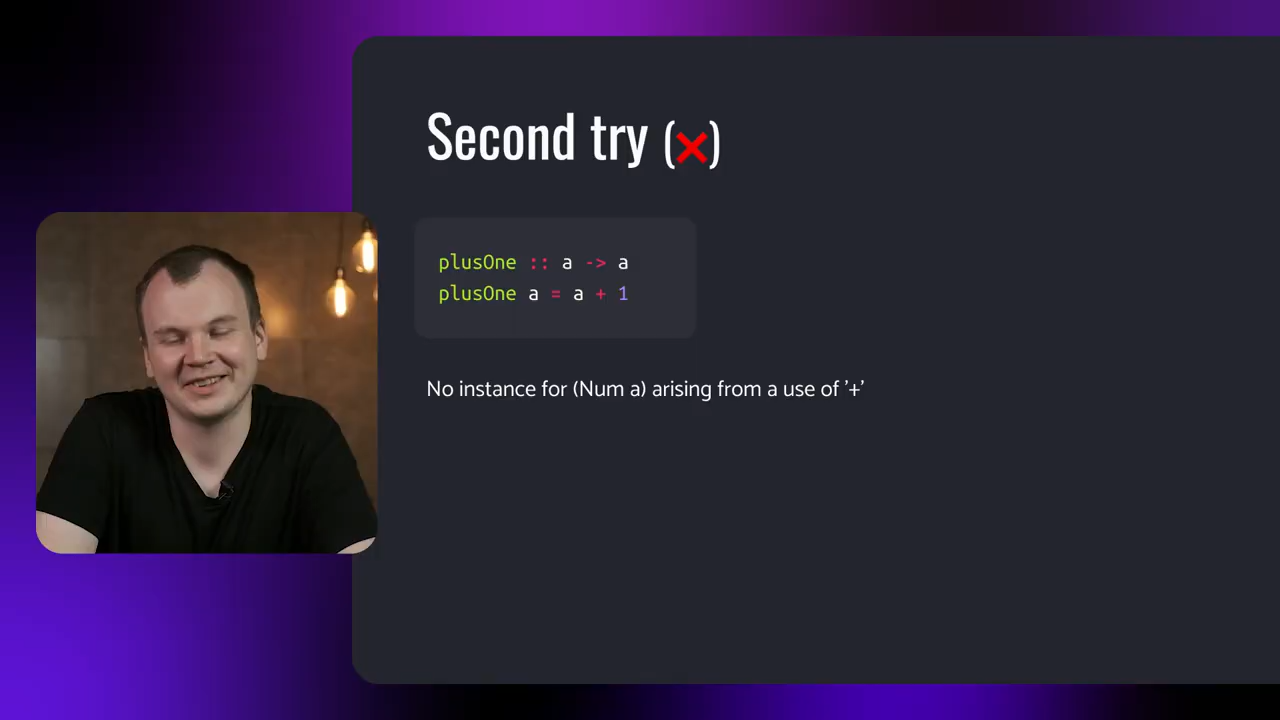 Second try (❌)
plusOne :: a -> a
plusOne a = a + 1
No instance for (Num a) arising from a use of '+'